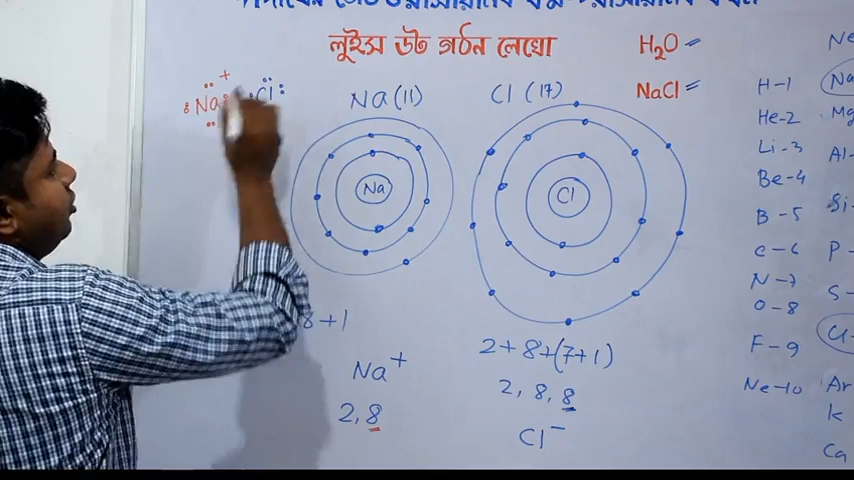 লুইস ডট গঠন লেখো
H₂O =
NaCl =
Na +
Cl
Na (11)
Cl (17)
Na
Cl
8+1
Na⁺
2,8
2+8+(7+1)
2, 8, 8
Cl⁻
H-1
He-2
Li-3
Be-4
B-5
C-6
N-7
O-8
F-9
Ne-10
Ne
Na
Mg
Al-
Si-
P-
S-
Cl-
Ar
K
Ca